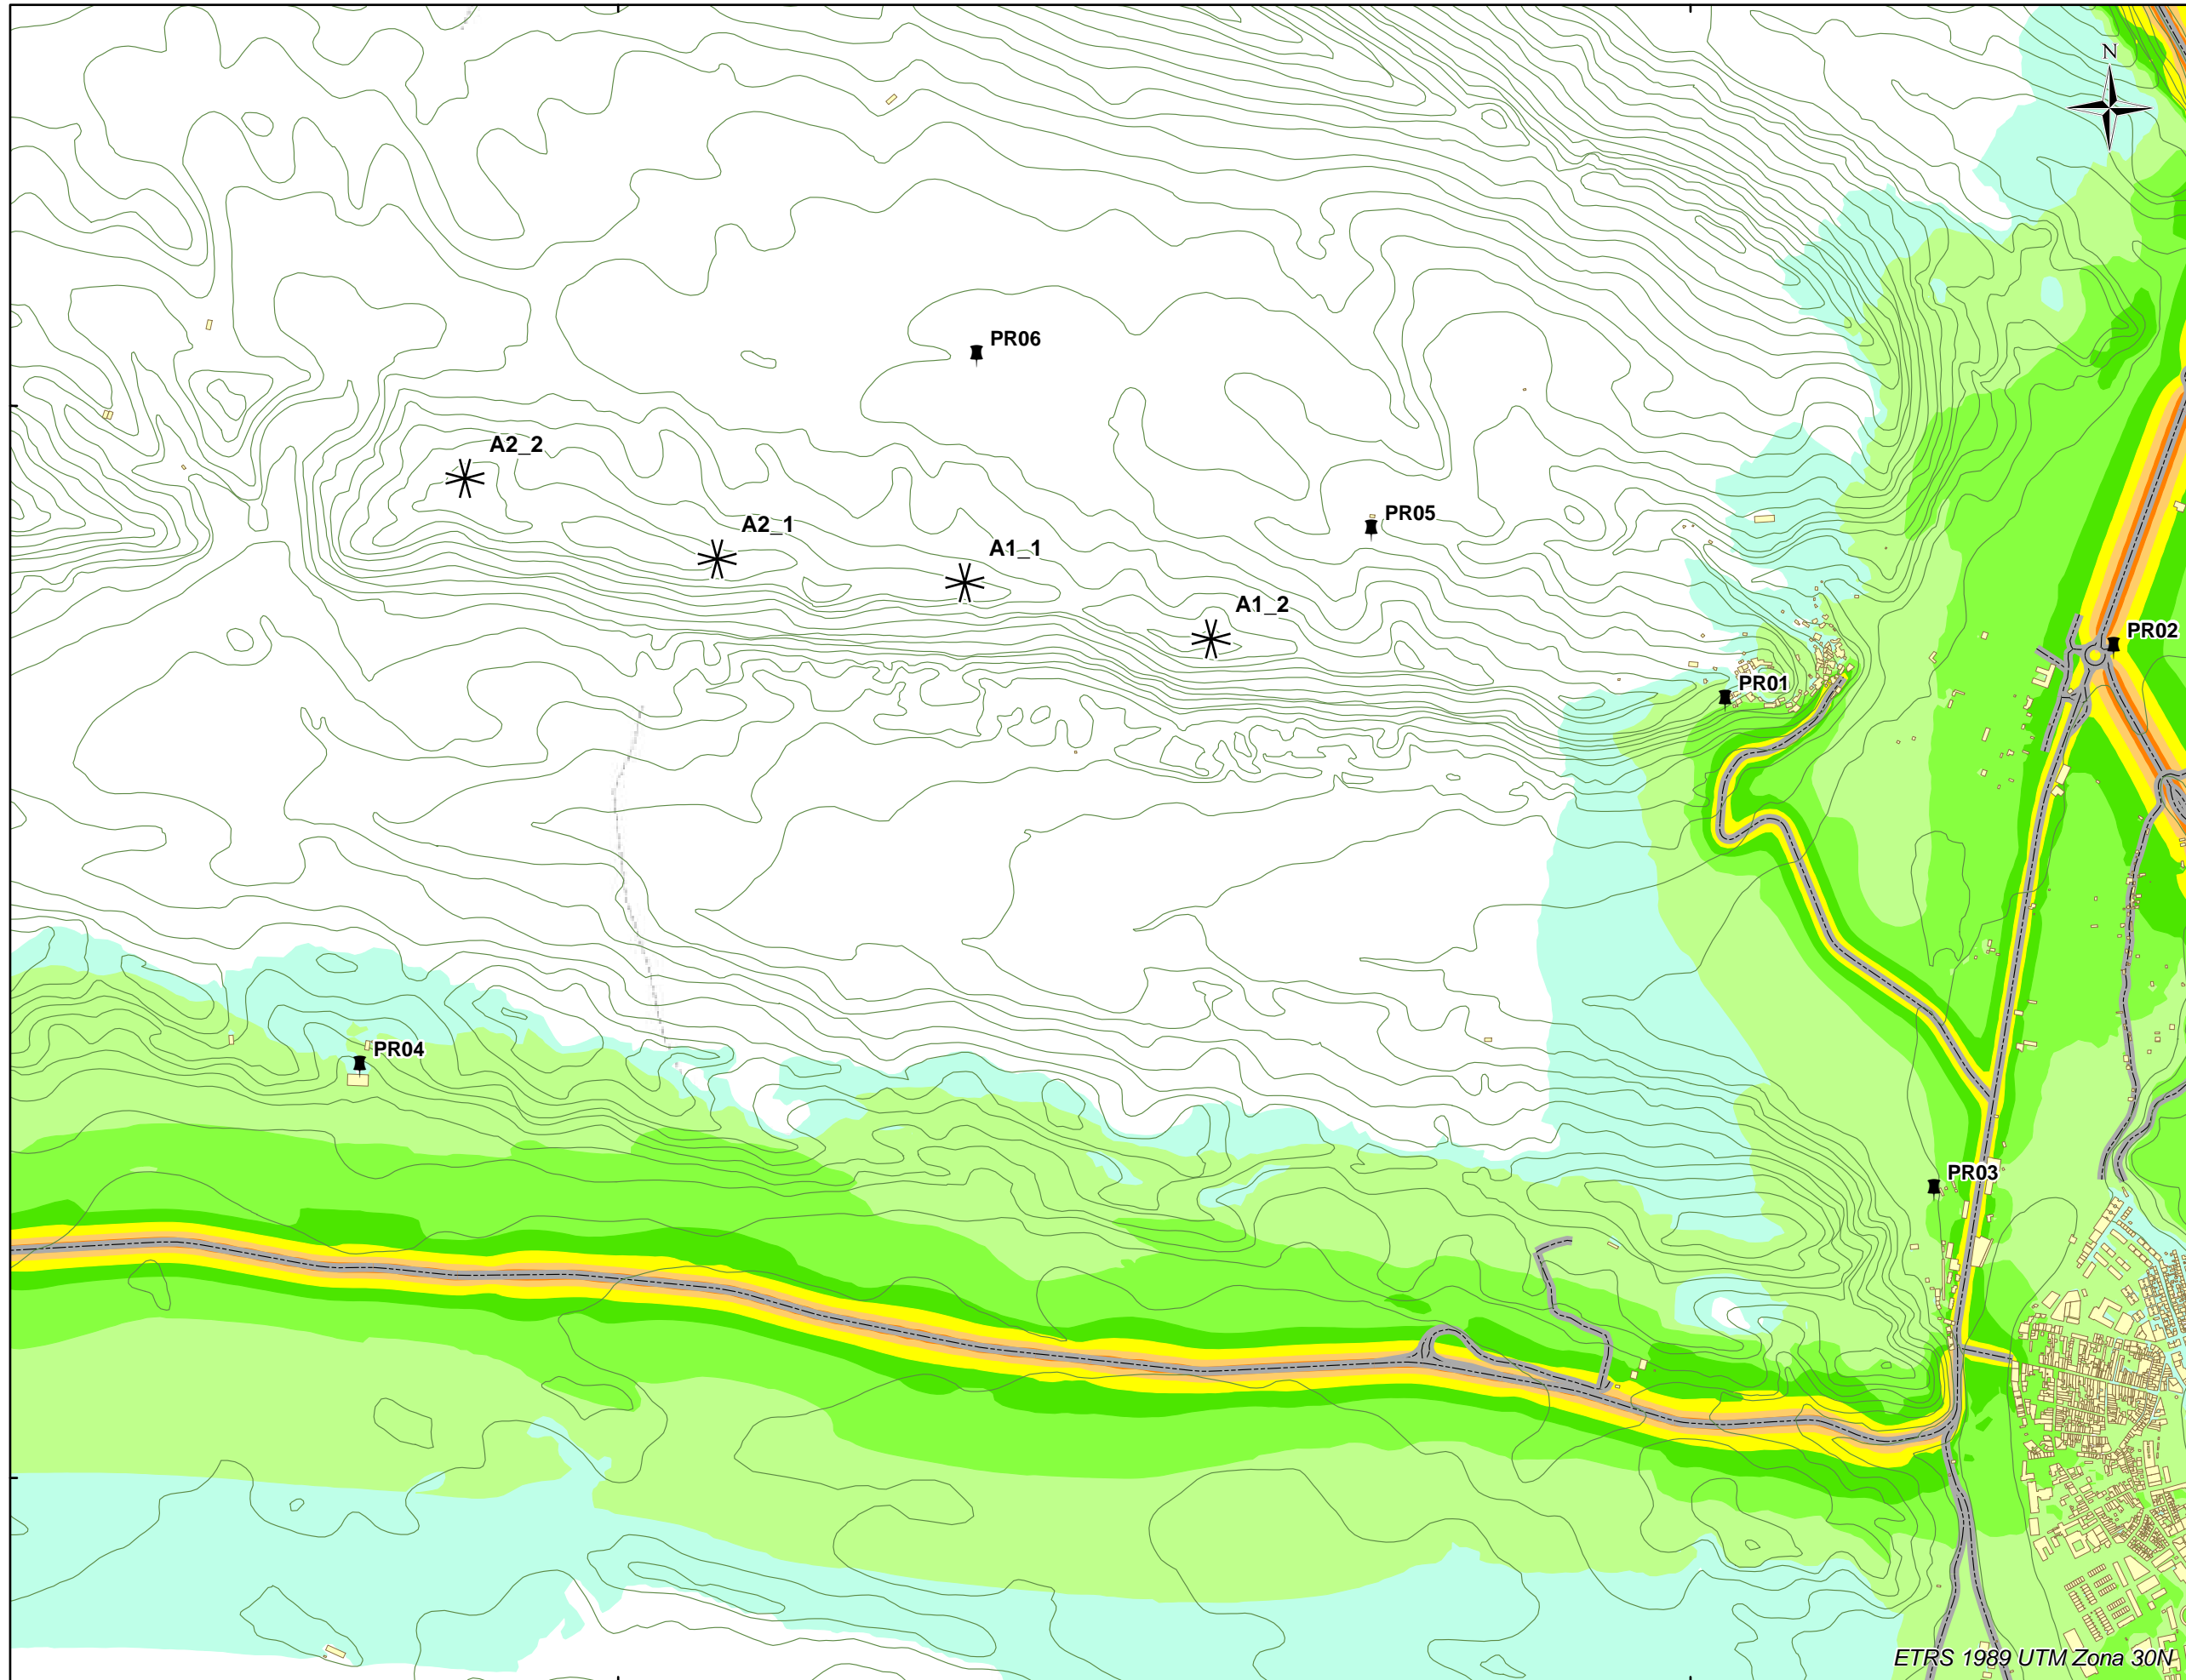 N
PR06
A2_2
PR05
A2_1
A1_1
A1_2
PR02
PR01
PR04
PR03
ETRS 1989 UTM Zona 30N